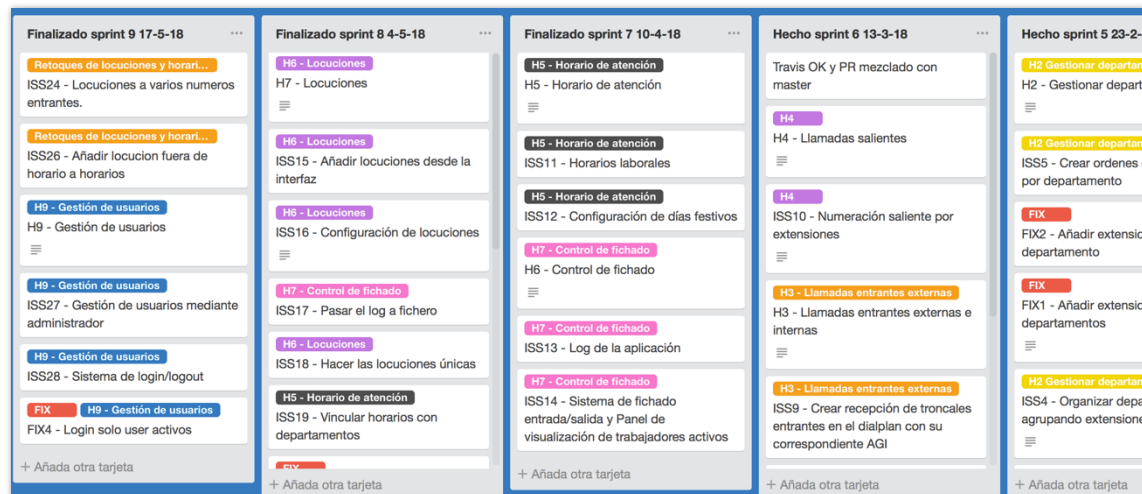 Finalizado sprint 9 17-5-18
Retoques de locuciones y horari...
ISS24 - Locuciones a varios numeros
entrantes.
Retoques de locuciones y horari...
ISS26 - Añadir locucion fuera de
horario a horarios
H9 - Gestión de usuarios
H9 - Gestión de usuarios
H9 - Gestión de usuarios
ISS27 - Gestión de usuarios mediante
administrador
H9 - Gestión de usuarios
ISS28 - Sistema de login/logout
FIX H9 - Gestión de usuarios
FIX4 - Login solo user activos
+ Añada otra tarjeta
Finalizado sprint 8 4-5-18
H6 - Locuciones
H7 - Locuciones
H6 - Locuciones
ISS15 - Añadir locuciones desde la
interfaz
H6 - Locuciones
ISS16 - Configuración de locuciones
H7 - Control de fichado
ISS17 - Pasar el log a fichero
H6 - Locuciones
ISS18 - Hacer las locuciones únicas
H5 - Horario de atención
ISS19 - Vincular horarios con
departamentos
FIX
+ Añada otra tarjeta
Finalizado sprint 7 10-4-18
H5 - Horario de atención
H5 - Horario de atención
H5 - Horario de atención
ISS11 - Horarios laborales
H5 - Horario de atención
ISS12 - Configuración de días festivos
H7 - Control de fichado
H6 - Control de fichado
H7 - Control de fichado
ISS13 - Log de la aplicación
H7 - Control de fichado
ISS14 - Sistema de fichado
entrada/salida y Panel de
visualización de trabajadores activos
+ Añada otra tarjeta
Hecho sprint 6 13-3-18
Travis OK y PR mezclado con
master
H4
H4 - Llamadas salientes
H4
ISS10 - Numeración saliente por
extensiones
H3 - Llamadas entrantes externas
H3 - Llamadas entrantes externas e
internas
H3 - Llamadas entrantes externas
ISS9 - Crear recepción de troncales
entrantes en el dialplan con su
correspondiente AGI
+ Añada otra tarjeta
Hecho sprint 5 23-2-
H2 Gestionar departan
H2 - Gestionar depart
H2 Gestionar departan
ISS5 - Crear ordenes
por departamento
FIX
FIX2 - Añadir extensio
departamento
FIX
FIX1 - Añadir extensio
departamentos
H2 Gestionar departan
ISS4 - Organizar depa
agrupando extensione
+ Añada otra tarjeta